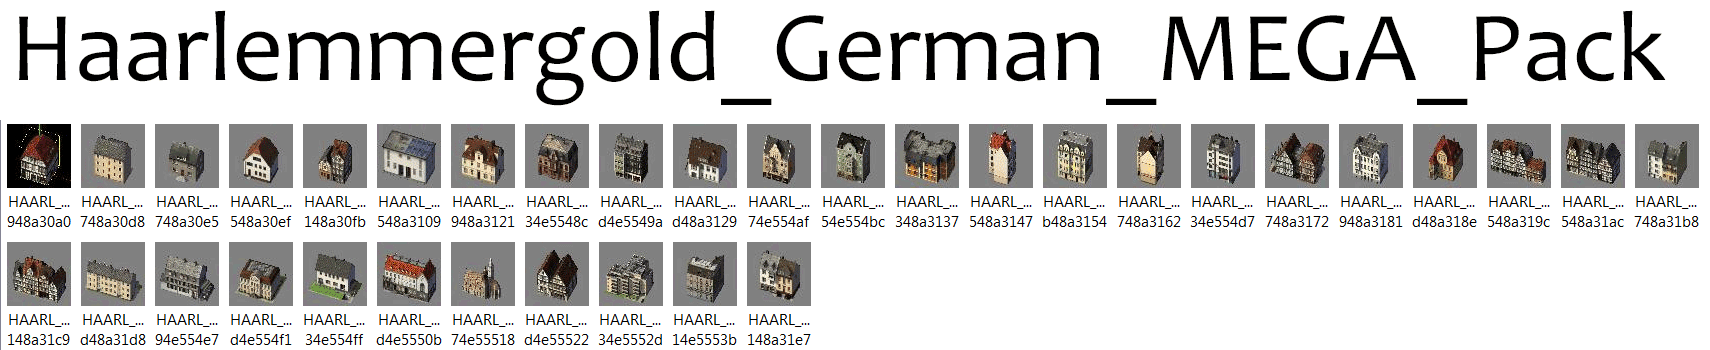 Haarlemmergold_German_MEGA_Pack
HAARL_... HAARL_... HAARL_... HAARL_... HAARL_... HAARL_... HAARL_... HAARL_... HAARL_... HAARL_... HAARL_... HAARL_... HAARL_... HAARL_... HAARL_... HAARL_... HAARL_... HAARL_... HAARL_... HAARL_... HAARL_... HAARL_... HAARL_...
948a30a0 748a30d8 748a30e5 548a30ef 148a30fb 548a3109 948a3121 34e5548c d4e5549a d48a3129 74e554af 54e554bc 348a3137 548a3147 b48a3154 748a3162 34e554d7 748a3172 948a3181 d48a318e 548a319c 548a31ac 748a31b8
HAARL_... HAARL_... HAARL_... HAARL_... HAARL_... HAARL_... HAARL_... HAARL_... HAARL_... HAARL_... HAARL_...
148a31c9 d48a31d8 94e554e7 d4e554f1 34e554ff d4e5550b 74e55518 d4e55522 34e5552d 14e5553b 148a31e7